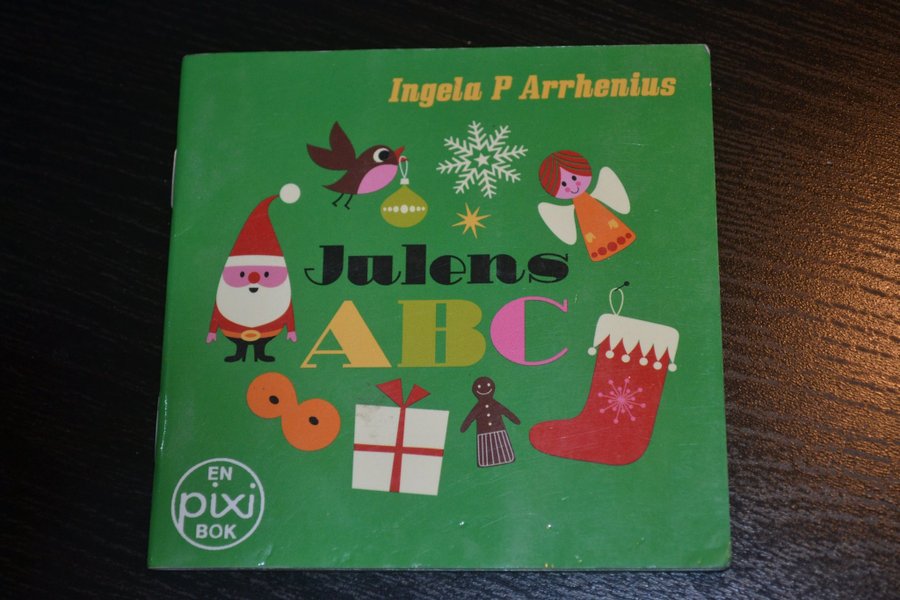 Ingela P Arrhenius
Julens
ABC
EN
pixi
BOK